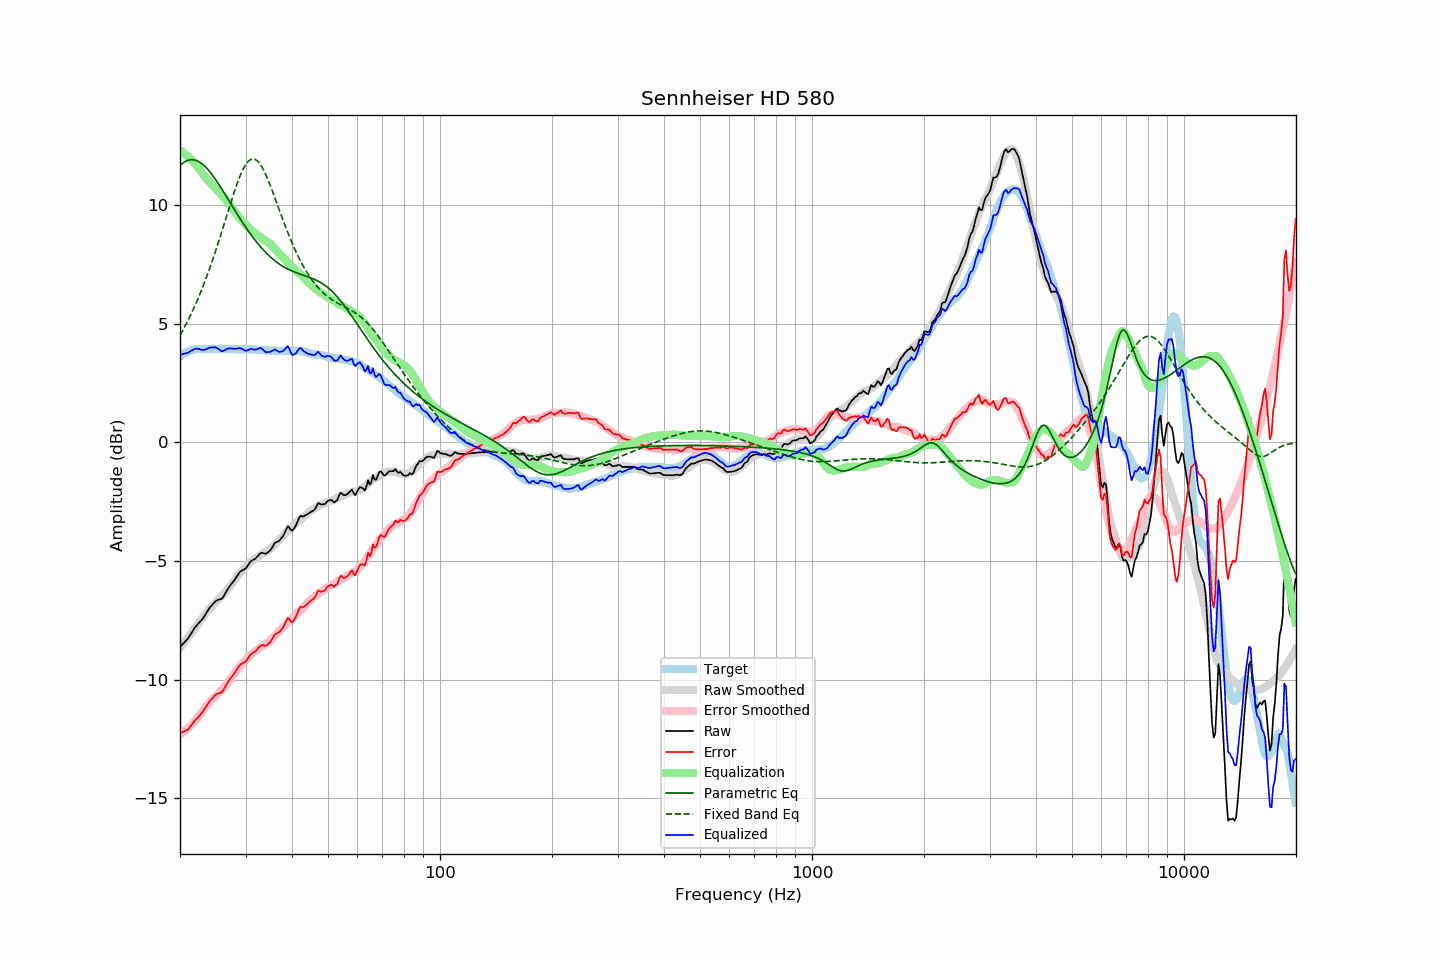 Sennheiser HD 580
Amplitude (dBr)
10
5
0
−5
−10
−15
Target
Raw Smoothed
Error Smoothed
Raw
Error
Equalization
Parametric Eq
Fixed Band Eq
Equalized
100
1000
10000
Frequency (Hz)